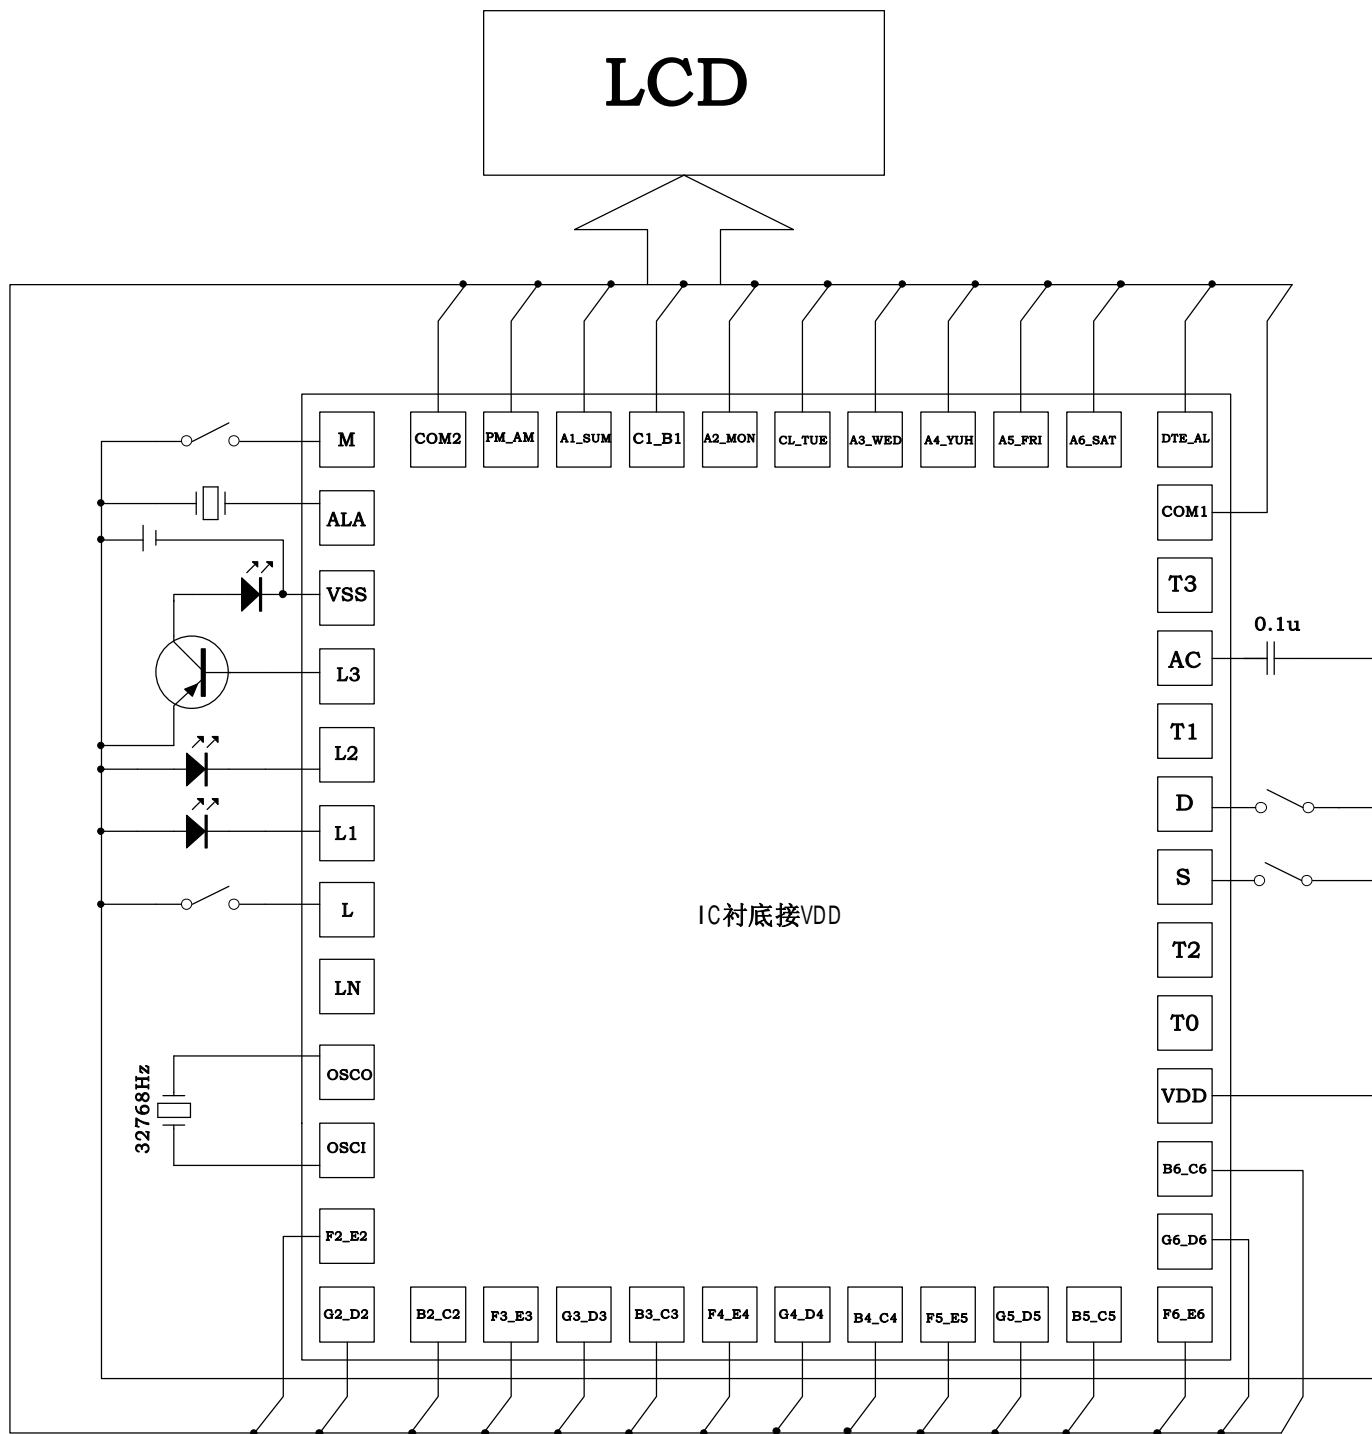 LCD
M
COM2
PM_AM
A1_SUM
C1_B1
A2_MON
CL_TUE
A3_WED
A4_YUH
A5_FRI
A6_SAT
DTE_AL
ALA
COM1
VSS
T3
0.1u
L3
AC
L2
T1
L1
D
L
S
IC衬底接VDD
LN
T2
T0
OSCO
32768Hz
VDD
OSCI
B6_C6
F2_E2
G6_D6
G2_D2
B2_C2
F3_E3
G3_D3
B3_C3
F4_E4
G4_D4
B4_C4
F5_E5
G5_D5
B5_C5
F6_E6